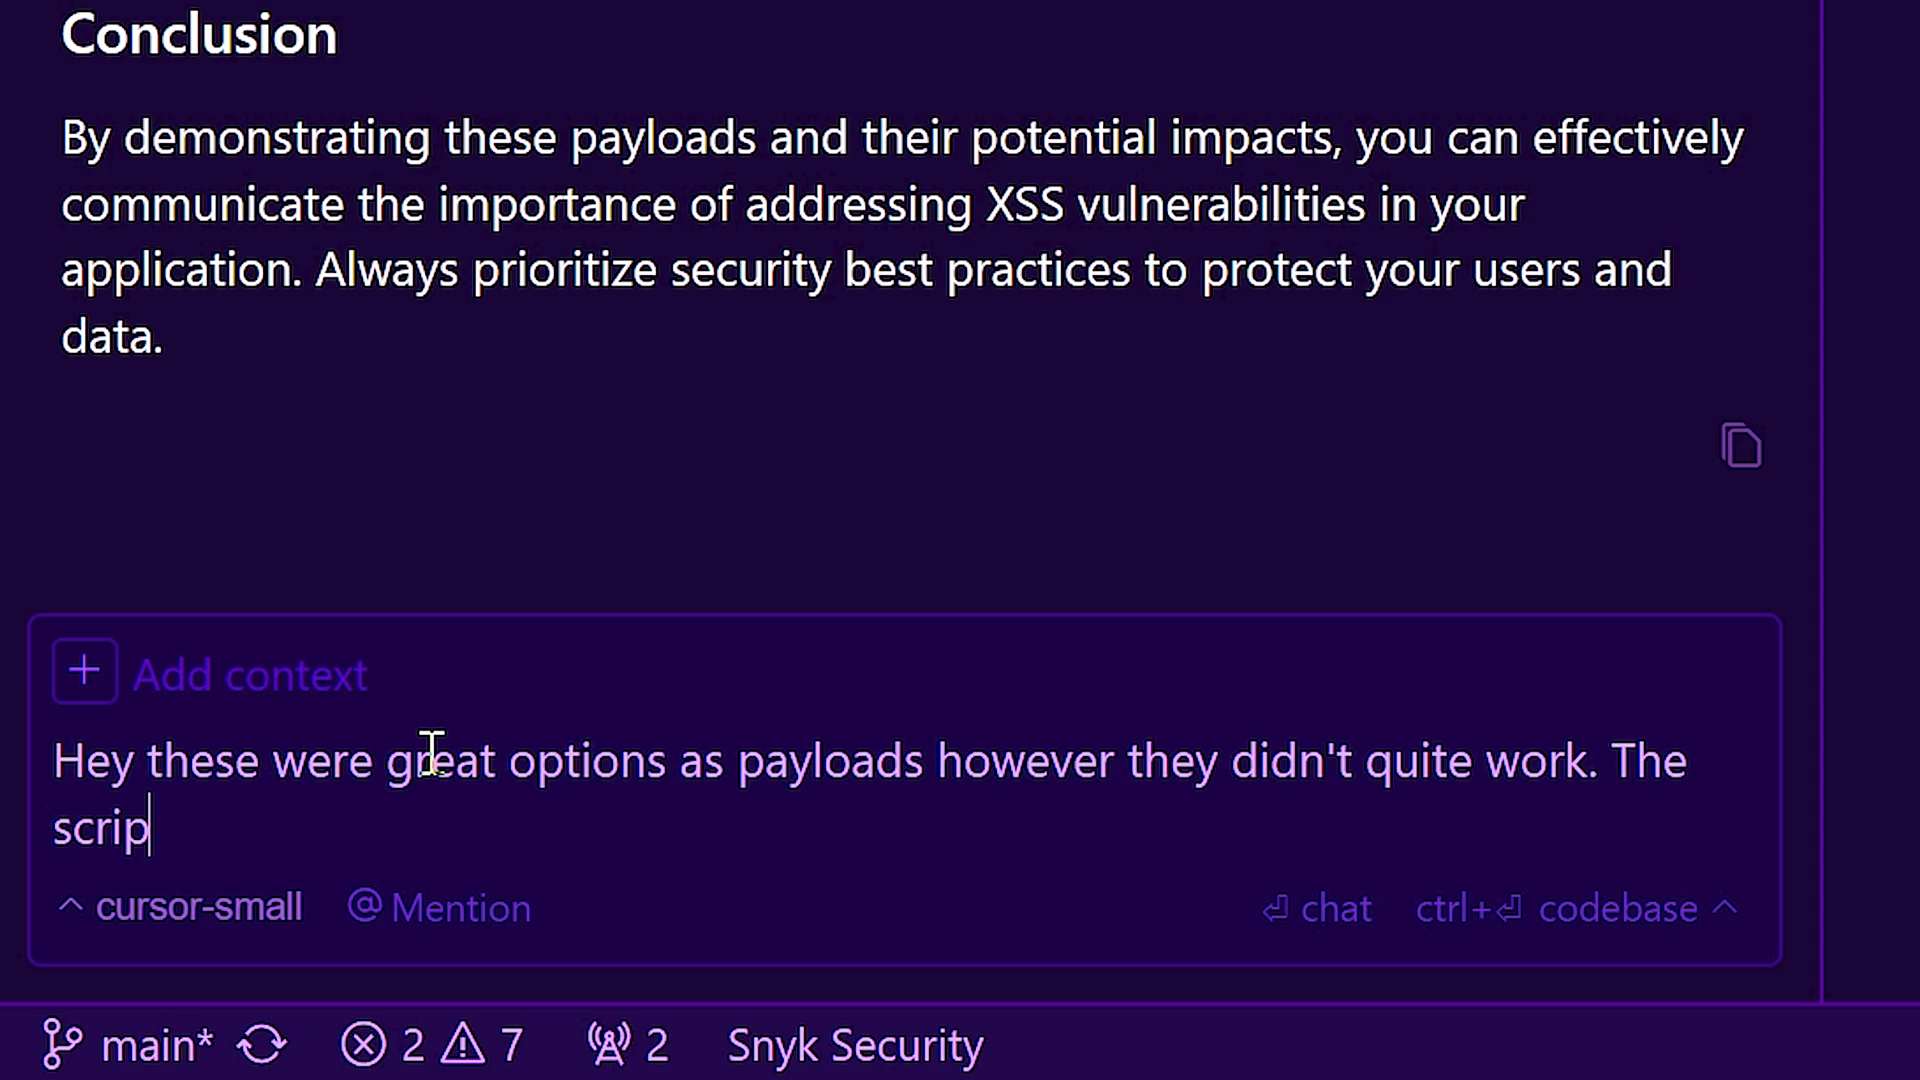 Conclusion
By demonstrating these payloads and their potential impacts, you can effectively
communicate the importance of addressing XSS vulnerabilities in your
application. Always prioritize security best practices to protect your users and
data.
+ Add context
Hey these were great options as payloads however they didn't quite work. The
scrip
^ cursor-small @ Mention ⏎ chat ctrl+⏎ codebase ^
main* 2 7 2 Snyk Security